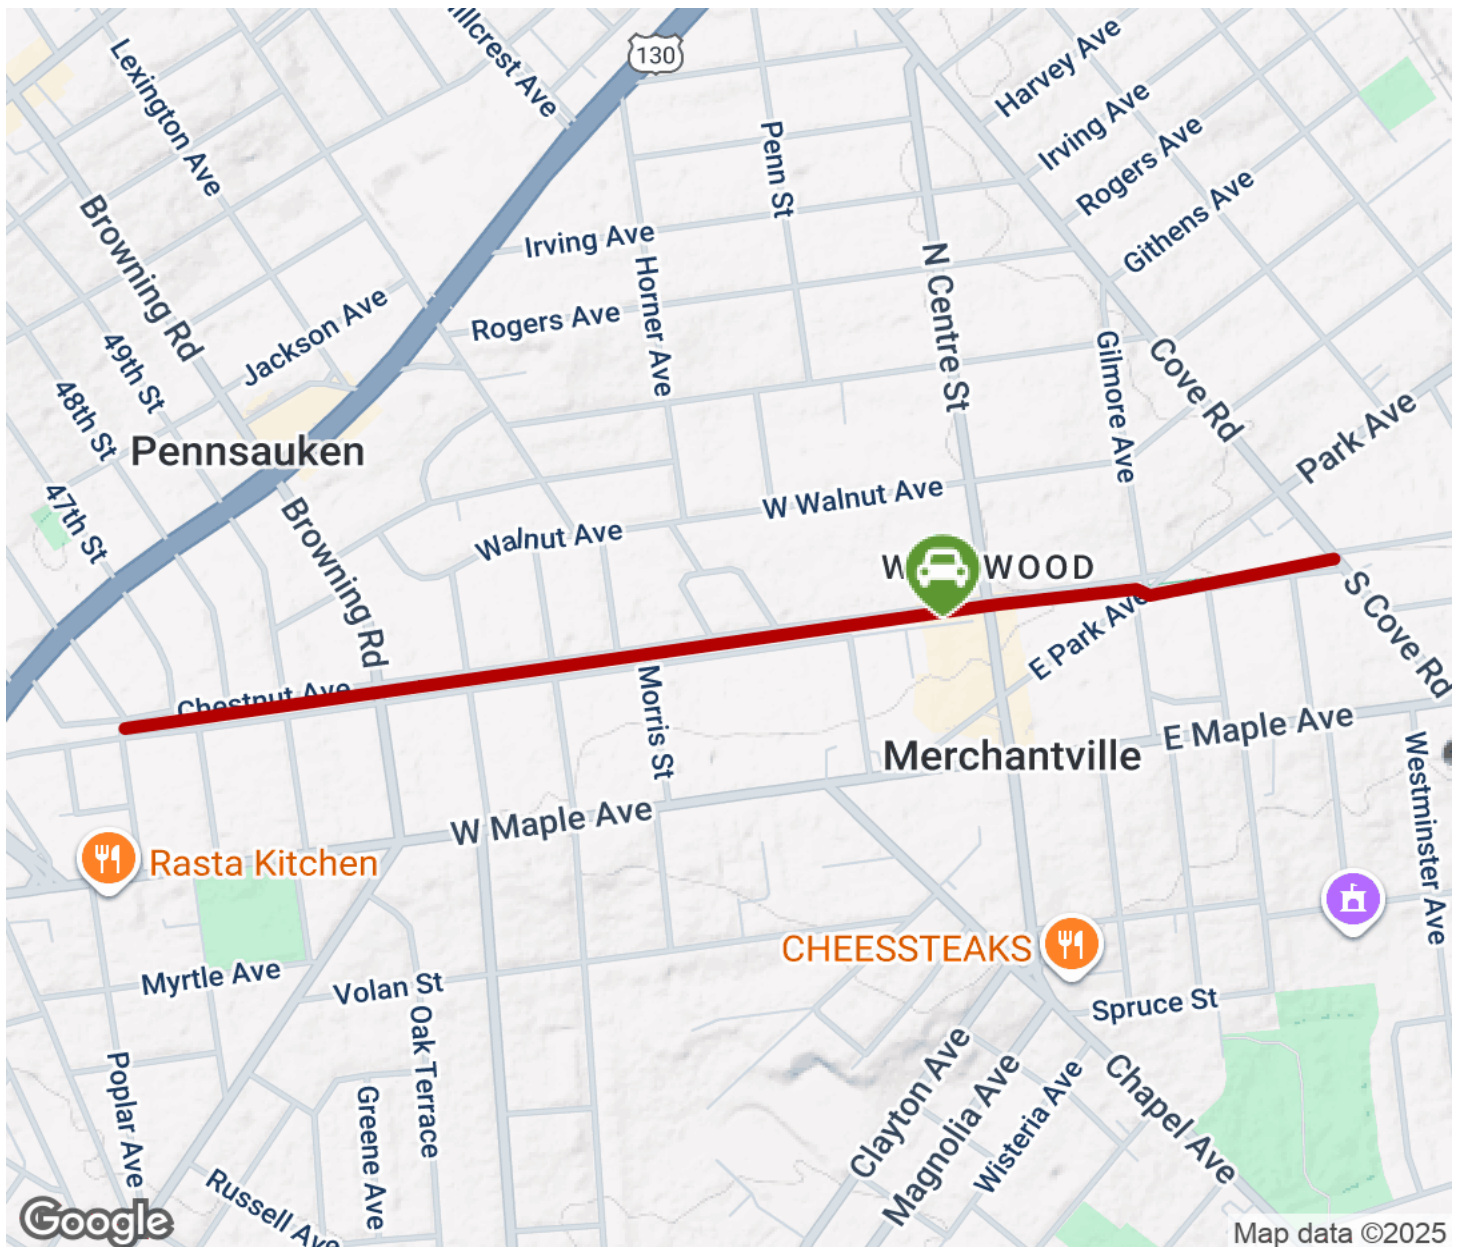 Hillcrest Ave
130
Harvey Ave
Lexington Ave
Irving Ave
Penn St
Rogers Ave
Githens Ave
Browning Rd
Irving Ave
N Centre St
Horner Ave
Jackson Ave
Rogers Ave
49th St
Gilmore Ave
Cove Rd
48th St
Park Ave
Pennsauken
47th St
W Walnut Ave
Browning Rd
Walnut Ave
S Cove Rd
E Park Ave
Chestnut Ave
Morris St
E Maple Ave
Merchantville
Westminster Ave
W Maple Ave
Rasta Kitchen
CHEESSTEAKS
Myrtle Ave
Volan St
Spruce St
Oak Terrace
Poplar Ave
Greene Ave
Clayton Ave
Magnolia Ave
Wisteria Ave
Chapel Ave
Russell Ave
Google
Map data ©2025